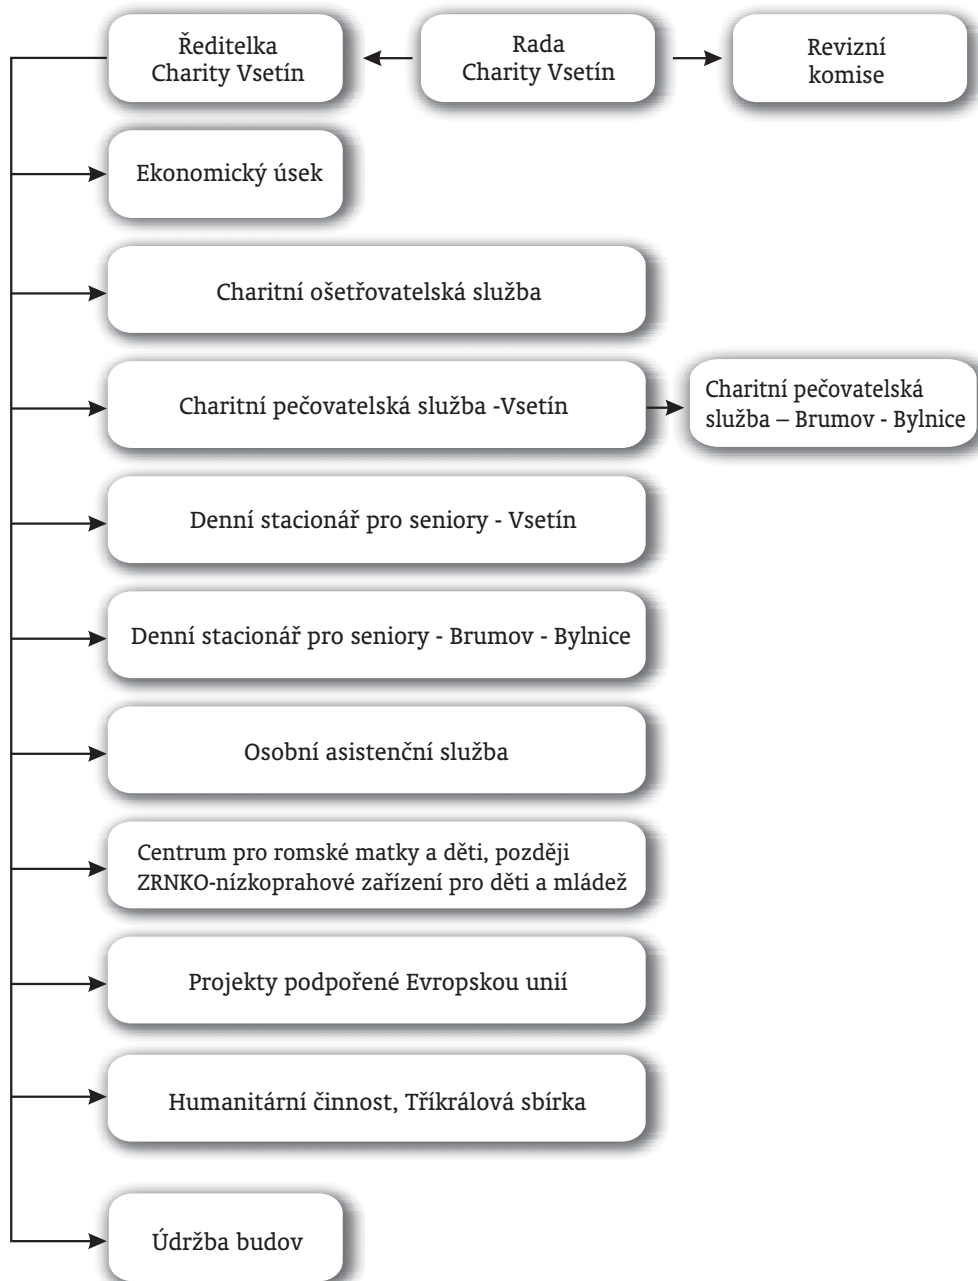 Ředitelka
Charity Vsetín
Rada
Charity Vsetín
Revizní
komise
Ekonomický úsek
Charitní ošetřovatelská služba
Charitní pečovatelská služba -Vsetín
Charitní pečovatelská
služba – Brumov - Bylnice
Denní stacionář pro seniory - Vsetín
Denní stacionář pro seniory - Brumov - Bylnice
Osobní asistenční služba
Centrum pro romské matky a děti, později
ZRNKO-nízkoprahové zařízení pro děti a mládež
Projekty podpořené Evropskou unií
Humanitární činnost, Tříkrálová sbírka
Údržba budov